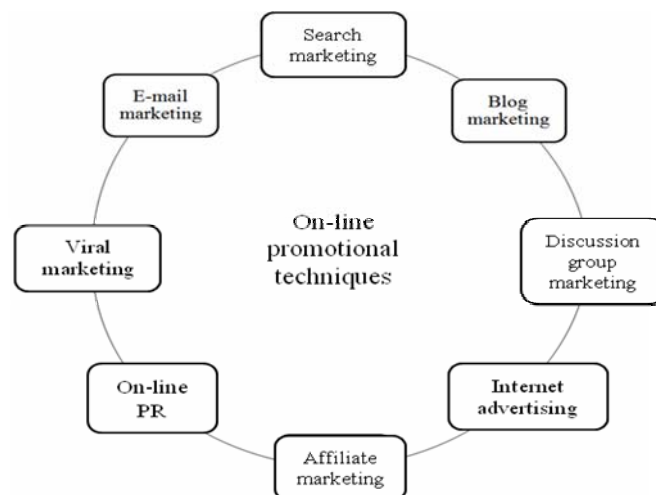 Search
marketing
E-mail
marketing
Blog
marketing
On-line
promotional
techniques
Viral
marketing
Discussion
group
marketing
On-line
PR
Internet
advertising
Affiliate
marketing